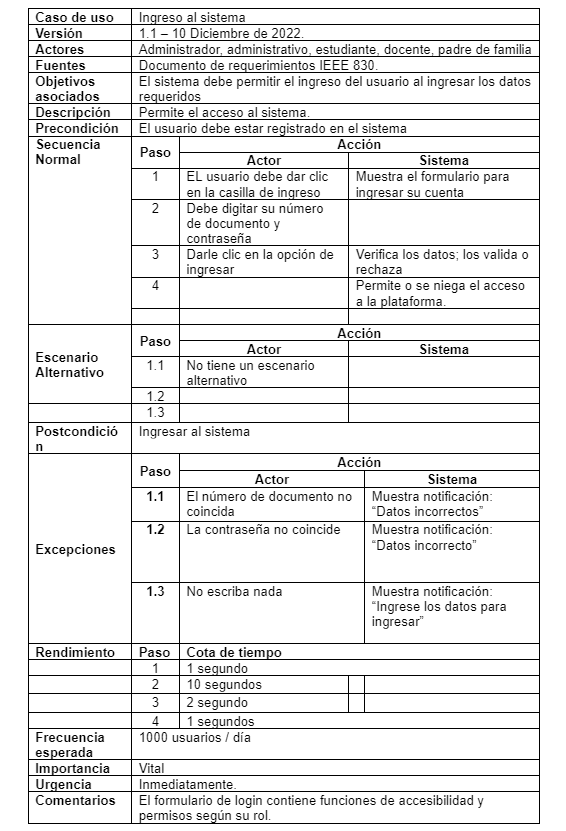 Caso de uso Ingreso al sistema
Versión 1.1 – 10 Diciembre de 2022.
Actores Administrador, administrativo, estudiante, docente, padre de familia
Fuentes Documento de requerimientos IEEE 830.
Objetivos asociados El sistema debe permitir el ingreso del usuario al ingresar los datos
requeridos
Descripción Permite el acceso al sistema.
Precondición El usuario debe estar registrado en el sistema
Secuencia Normal
Paso Acción
Actor Sistema
1 EL usuario debe dar clic Muestra el formulario para
en la casilla de ingreso ingresar su cuenta
2 Debe digitar su número
de documento y
contraseña
3 Darle clic en la opción de Verifica los datos; los valida o
ingresar rechaza
4 Permite o se niega el acceso
a la plataforma.
Escenario Alternativo
Paso Acción
Actor Sistema
1.1 No tiene un escenario
alternativo
1.2
1.3
Postcondició Ingresar al sistema
n
Excepciones
Paso Acción
Actor Sistema
1.1 El número de documento no Muestra notificación:
coincida “Datos incorrectos”
1.2 La contraseña no coincide Muestra notificación:
“Datos incorrecto”
1.3 No escriba nada Muestra notificación:
“Ingrese los datos para
ingresar”
Rendimiento Paso Cota de tiempo
1 1 segundo
2 10 segundos
3 2 segundo
4 1 segundos
Frecuencia 1000 usuarios / día
esperada
Importancia Vital
Urgencia Inmediatamente.
Comentarios El formulario de login contiene funciones de accesibilidad y
permisos según su rol.